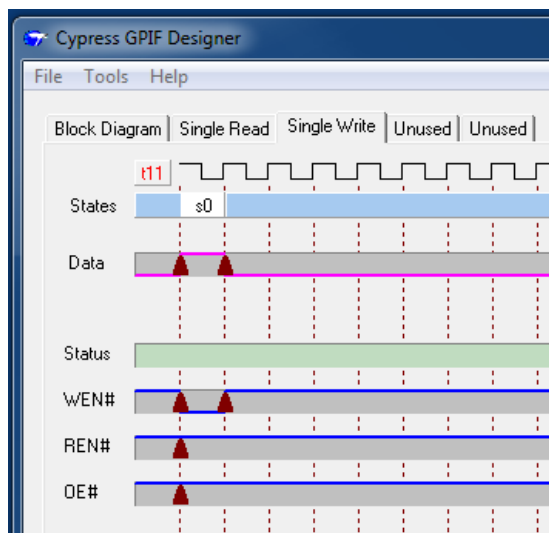 Cypress GPIF Designer
File Tools Help
Block Diagram Single Read Single Write Unused Unused
t11
States s0
Data
Status
WEN#
REN#
OE#